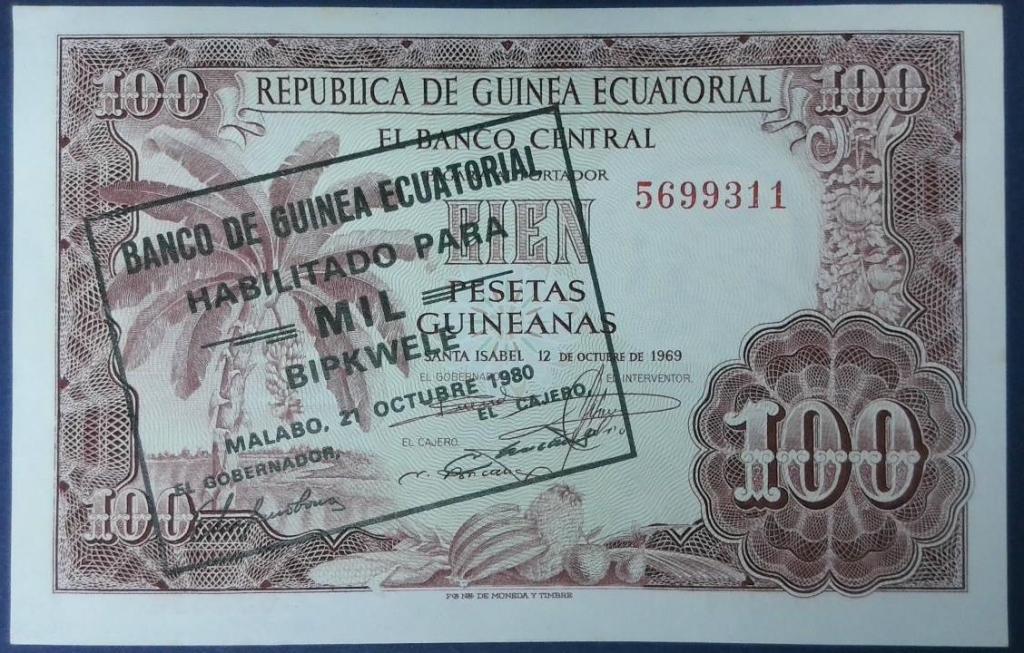 100
REPUBLICA DE GUINEA ECUATORIAL
100
EL BANCO CENTRAL
PORTADOR
5699311
CIEN
PESETAS
GUINEANAS
SANTA ISABEL 12 DE OCTUBRE DE 1969
EL GOBERNADOR
EL INTERVENTOR.
EL CAJERO.
BANCO DE GUINEA ECUATORIAL
HABILITADO PARA
= MIL =
BIPKWELE
MALABO, 21 OCTUBRE 1980
EL GOBERNADOR, EL CAJERO,
100
100
DE MONEDA Y TIMBRE